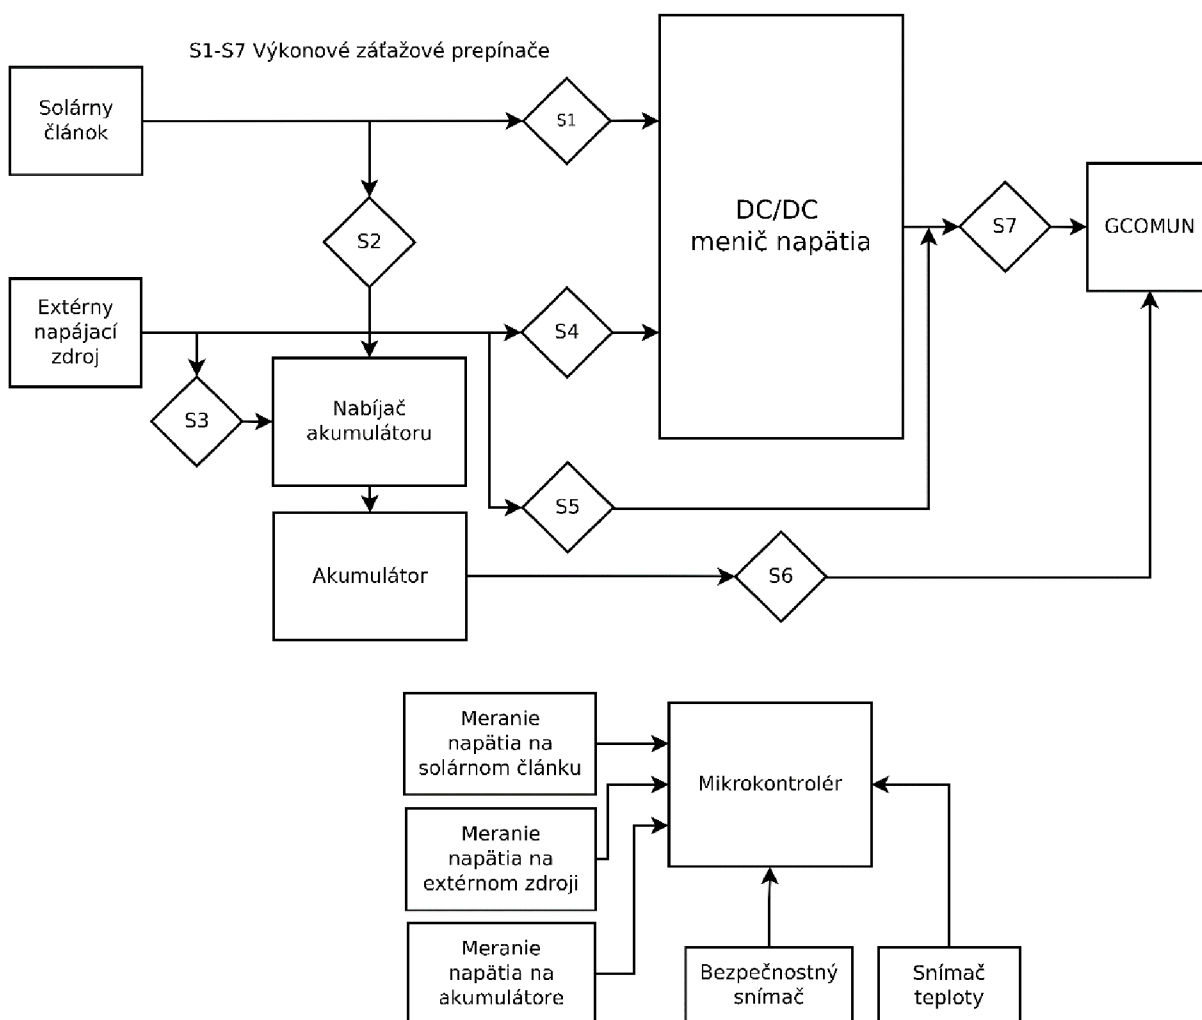 S1-S7 Výkonové záťažové prepínače
Solárny
článok
S1
S2
DC/DC
menič napätia
S7
GCOMUN
Extérny
napájací
zdroj
S4
S3
Nabíjač
akumulátoru
S5
Akumulátor
S6
Meranie
napätia na
solárnom článku
Mikrokontrolér
Meranie
napätia na
extérnom zdroji
Meranie
napätia na
akumulátore
Bezpečnostný
snímač
Snímač
teploty